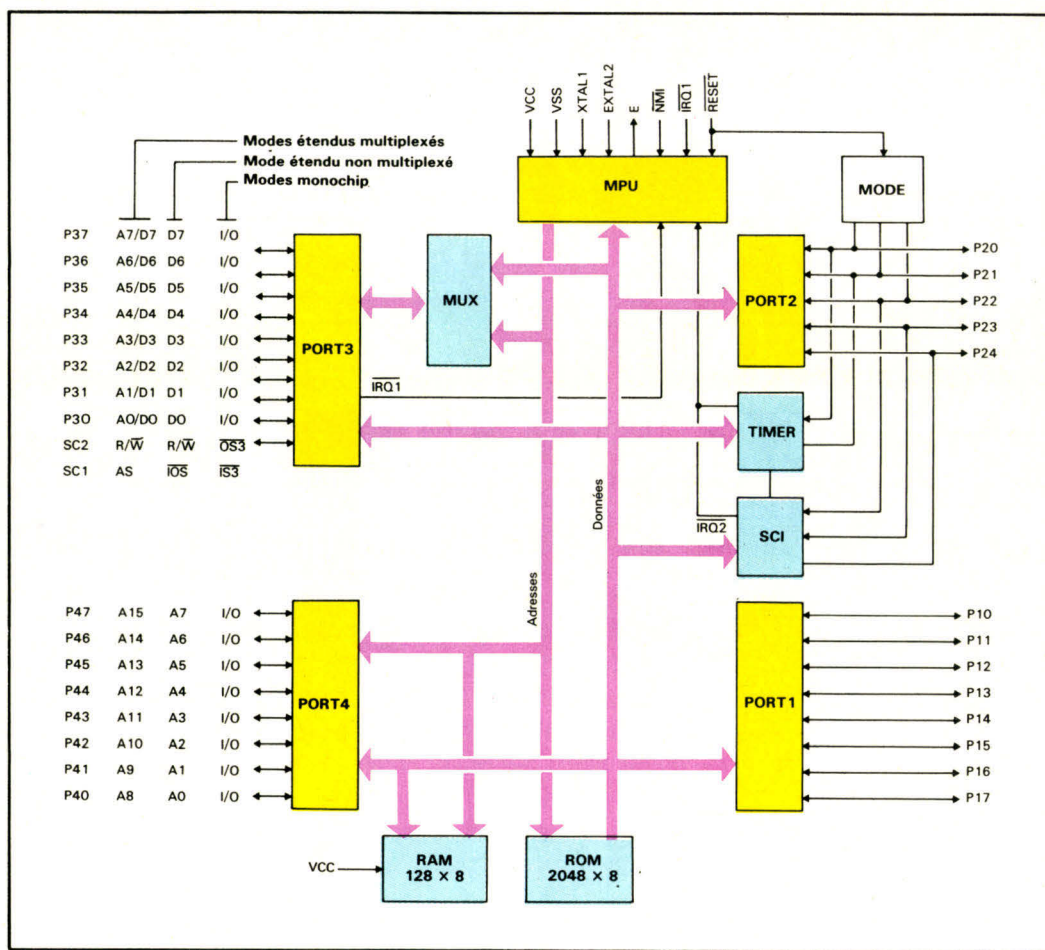 VCC
VSS
XTAL1
EXTAL2
E
NMI
IRQ1
RESET
Modes étendus multiplexés
Mode étendu non multiplexé
Modes monochip
MPU
MODE
P37 A7/D7 D7 I/O
P36 A6/D6 D6 I/O
P35 A5/D5 D5 I/O
P34 A4/D4 D4 I/O
P33 A3/D3 D3 I/O
P32 A2/D2 D2 I/O
P31 A1/D1 D1 I/O
P30 A0/D0 D0 I/O
SC2 R/W R/W OS3
SC1 AS IOS IS3
PORT3
MUX
IRQ1
PORT2
P20
P21
P22
P23
P24
TIMER
Données
IRQ2
SCI
Adresses
P47 A15 A7 I/O
P46 A14 A6 I/O
P45 A13 A5 I/O
P44 A12 A4 I/O
P43 A11 A3 I/O
P42 A10 A2 I/O
P41 A9 A1 I/O
P40 A8 A0 I/O
PORT4
PORT1
P10
P11
P12
P13
P14
P15
P16
P17
VCC
RAM
128 × 8
ROM
2048 × 8